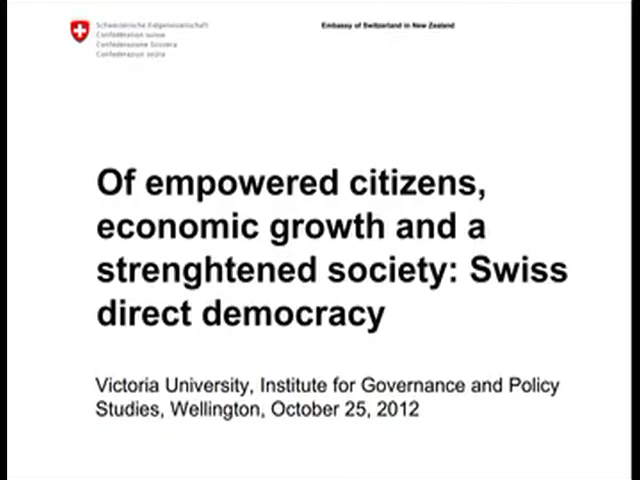 Schweizerische Eidgenossenschaft
Confédération suisse
Confederazione Svizzera
Confederaziun svizra
Embassy of Switzerland in New Zealand
Of empowered citizens,
economic growth and a
strenghtened society: Swiss
direct democracy
Victoria University, Institute for Governance and Policy
Studies, Wellington, October 25, 2012